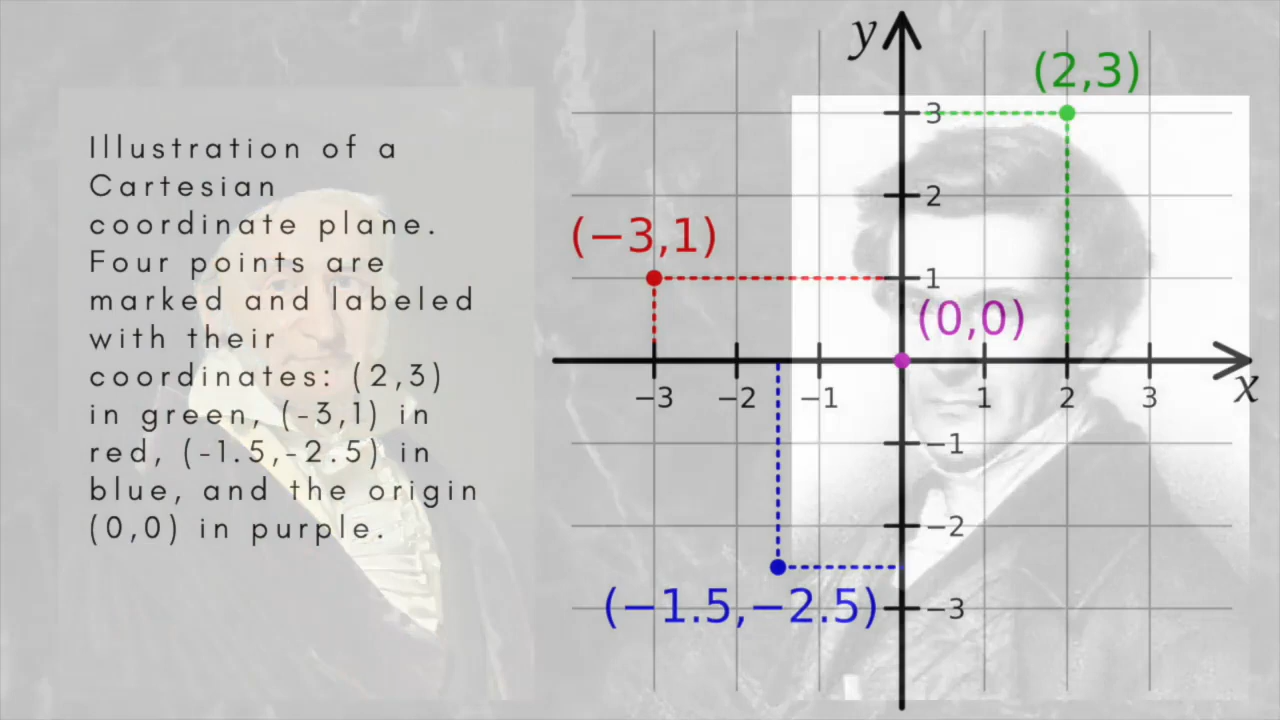 Illustration of a
Cartesian
coordinate plane.
Four points are
marked and labeled
with their
coordinates: (2,3)
in green, (-3,1) in
red, (-1.5,-2.5) in
blue, and the origin
(0,0) in purple.
y
(2,3)
3
2
(−3,1)
1
(0,0)
−3 −2 −1 1 2 3 x
−1
−2
(−1.5,−2.5)
−3